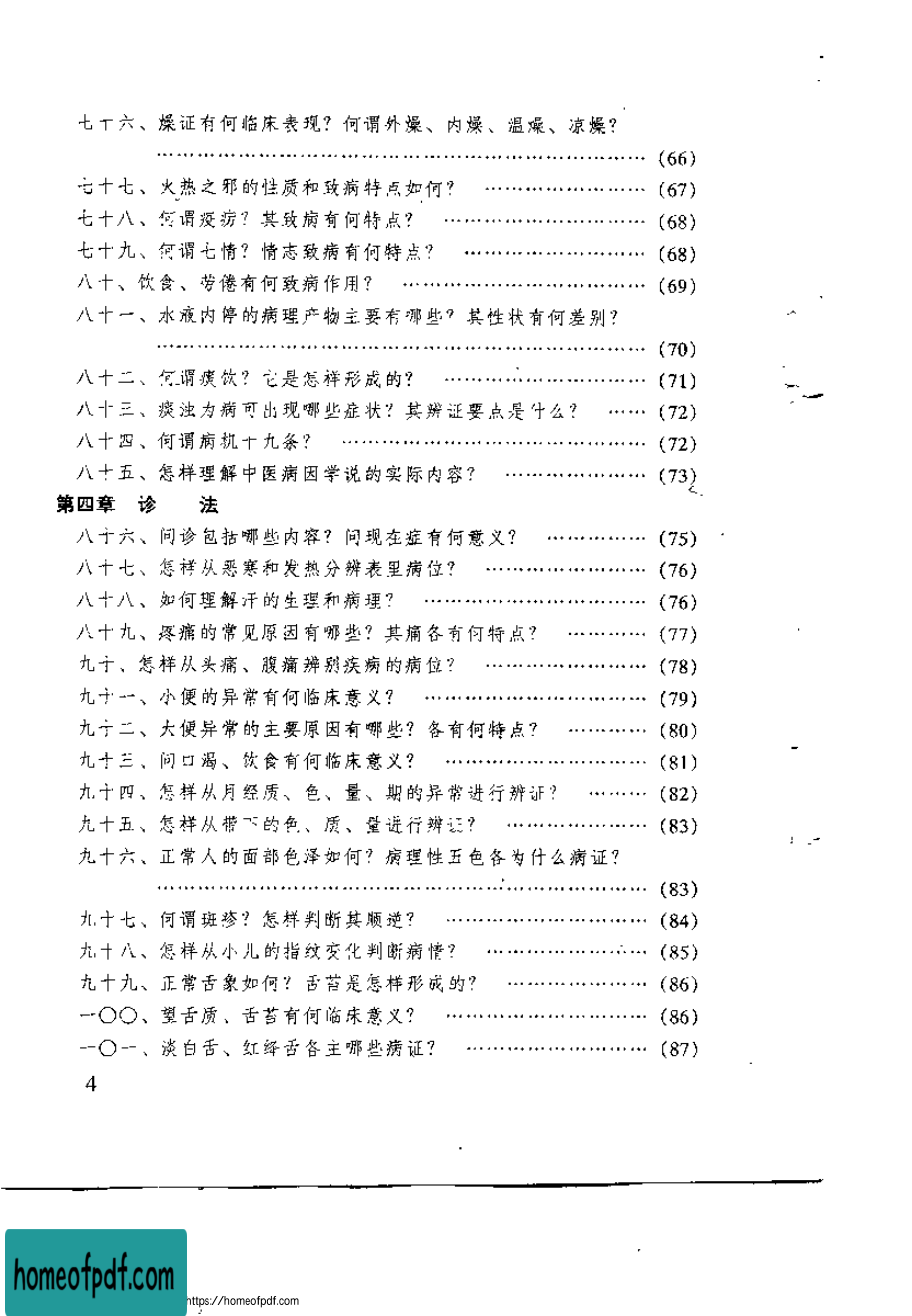 七十六、燥证有何临床表现？何谓外燥、内燥、温燥、凉燥？
……………………………………………………………… (66)
七十七、火热之邪的性质和致病特点如何？ …………………… (67)
七十八、何谓疫疠？其致病有何特点？ ………………………… (68)
七十九、何谓七情？情志致病有何特点？ ……………………… (68)
八十、饮食、劳倦有何致病作用？ ……………………………… (69)
八十一、水液内停的病理产物主要有哪些？其性状有何差别？
……………………………………………………………… (70)
八十二、何谓痰饮？它是怎样形成的？ ………………………… (71)
八十三、痰浊为病可出现哪些症状？其辨证要点是什么？ …… (72)
八十四、何谓病机十九条？ ……………………………………… (72)
八十五、怎样理解中医病因学说的实际内容？ ………………… (73)
第四章 诊 法
八十六、问诊包括哪些内容？问现在症有何意义？ …………… (75)
八十七、怎样从恶寒和发热分辨表里病位？ …………………… (76)
八十八、如何理解汗的生理和病理？ …………………………… (76)
八十九、疼痛的常见原因有哪些？其痛各有何特点？ ………… (77)
九十、怎样从头痛、腹痛辨别疾病的病位？ …………………… (78)
九十一、小便的异常有何临床意义？ …………………………… (79)
九十二、大便异常的主要原因有哪些？各有何特点？ ………… (80)
九十三、问口渴、饮食有何临床意义？ ………………………… (81)
九十四、怎样从月经质、色、量、期的异常进行辨证？ ……… (82)
九十五、怎样从带下的色、质、量进行辨证？ ………………… (83)
九十六、正常人的面部色泽如何？病理性五色各为什么病证？
……………………………………………………………… (83)
九十七、何谓斑疹？怎样判断其顺逆？ ………………………… (84)
九十八、怎样从小儿的指纹变化判断病情？ …………………… (85)
九十九、正常舌象如何？舌苔是怎样形成的？ ………………… (86)
一〇〇、望舌质、舌苔有何临床意义？ ………………………… (86)
一〇一、淡白舌、红绛舌各主哪些病证？ ……………………… (87)
4
homeofpdf.com
https://homeofpdf.com